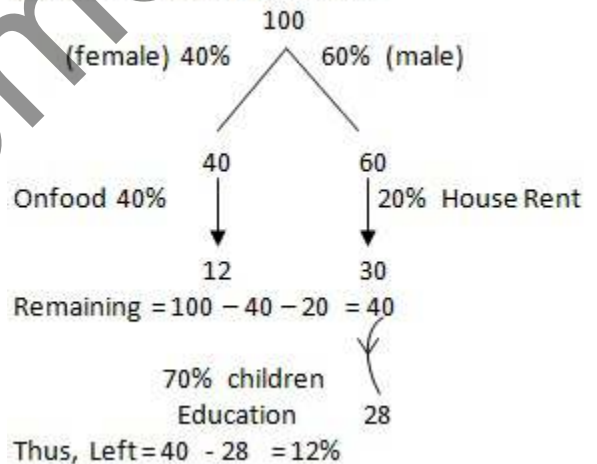 100
(female) 40% 60% (male)
40 60
Onfood 40% 20% House Rent
12 30
Remaining = 100 – 40 – 20 = 40
70% children
Education 28
Thus, Left = 40 - 28 = 12%